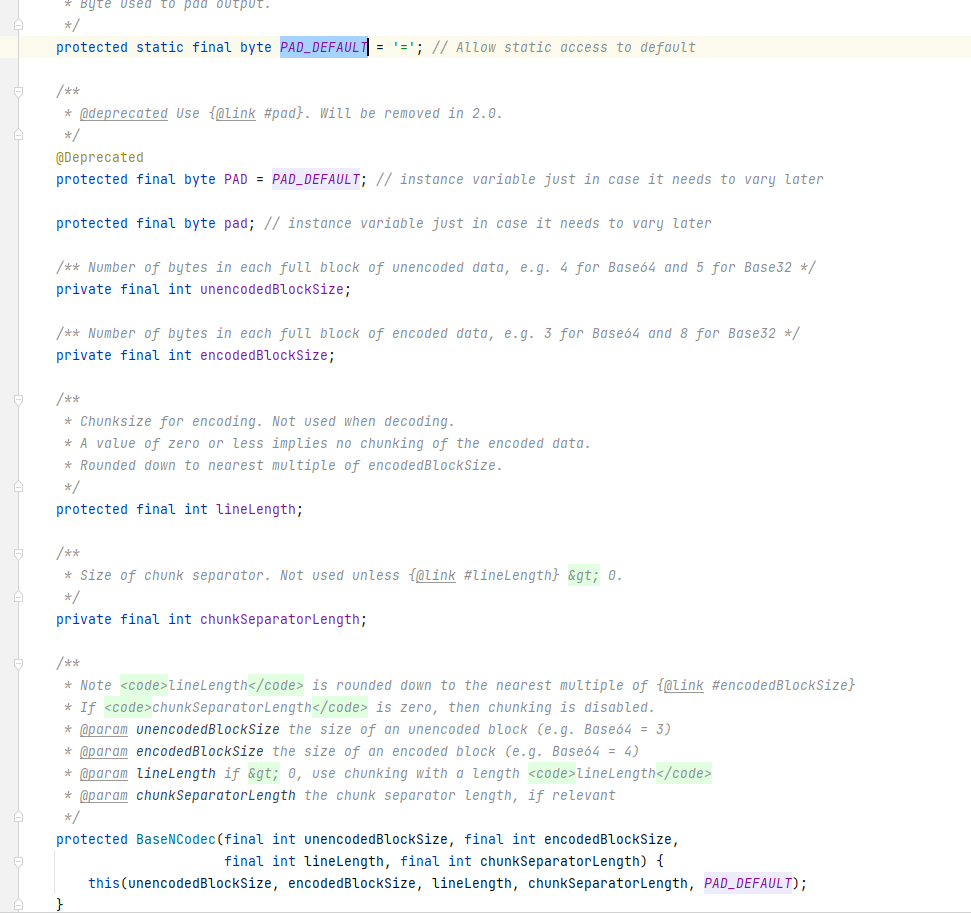 * Byte used to pad output.
*/
protected static final byte PAD_DEFAULT = '='; // Allow static access to default
/**
* @deprecated Use {@link #pad}. Will be removed in 2.0.
*/
@Deprecated
protected final byte PAD = PAD_DEFAULT; // instance variable just in case it needs to vary later
protected final byte pad; // instance variable just in case it needs to vary later
/** Number of bytes in each full block of unencoded data, e.g. 4 for Base64 and 5 for Base32 */
private final int unencodedBlockSize;
/** Number of bytes in each full block of encoded data, e.g. 3 for Base64 and 8 for Base32 */
private final int encodedBlockSize;
/**
* Chunksize for encoding. Not used when decoding.
* A value of zero or less implies no chunking of the encoded data.
* Rounded down to nearest multiple of encodedBlockSize.
*/
protected final int lineLength;
/**
* Size of chunk separator. Not used unless {@link #lineLength} &gt; 0.
*/
private final int chunkSeparatorLength;
/**
* Note <code>lineLength</code> is rounded down to the nearest multiple of {@link #encodedBlockSize}
* If <code>chunkSeparatorLength</code> is zero, then chunking is disabled.
* @param unencodedBlockSize the size of an unencoded block (e.g. Base64 = 3)
* @param encodedBlockSize the size of an encoded block (e.g. Base64 = 4)
* @param lineLength if &gt; 0, use chunking with a length <code>lineLength</code>
* @param chunkSeparatorLength the chunk separator length, if relevant
*/
protected BaseNCodec(final int unencodedBlockSize, final int encodedBlockSize,
final int lineLength, final int chunkSeparatorLength) {
this(unencodedBlockSize, encodedBlockSize, lineLength, chunkSeparatorLength, PAD_DEFAULT);
}